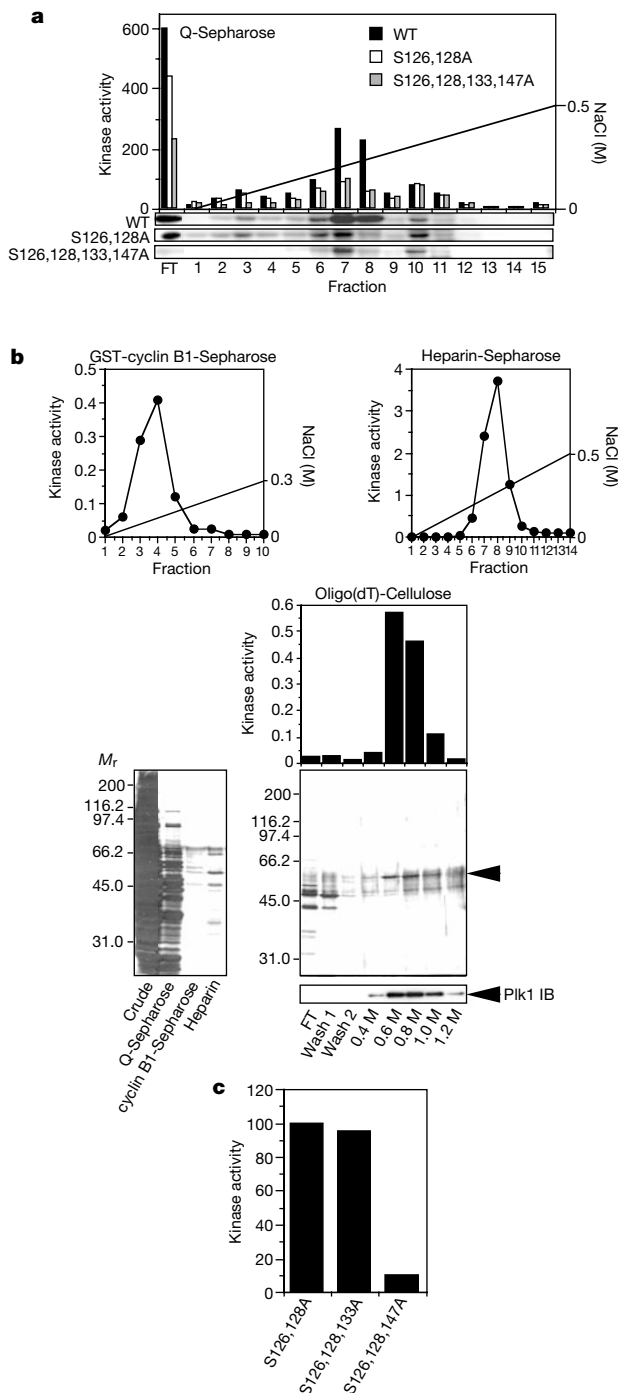 a
Q-Sepharose
WT
S126,128A
S126,128,133,147A
Kinase activity
600
400
200
0
0.5
0
NaCl (M)
WT
S126,128A
S126,128,133,147A
FT 1 2 3 4 5 6 7 8 9 10 11 12 13 14 15
Fraction
b
GST-cyclin B1-Sepharose
Kinase activity
0.5
0.4
0.3
0.2
0.1
0
0.3
0
NaCl (M)
1 2 3 4 5 6 7 8 9 10
Fraction
Heparin-Sepharose
Kinase activity
4
3
2
1
0
0.5
0
NaCl (M)
1 2 3 4 5 6 7 8 9 10 11 12 13 14
Fraction
Oligo(dT)-Cellulose
Kinase activity
0.6
0.5
0.4
0.3
0.2
0.1
0
Mr
200
116.2
97.4
66.2
45.0
31.0
Crude
Q-Sepharose
cyclin B1-Sepharose
Heparin
200
116.2
97.4
66.2
45.0
31.0
Plk1 IB
FT
Wash 1
Wash 2
0.4 M
0.6 M
0.8 M
1.0 M
1.2 M
c
Kinase activity
120
100
80
60
40
20
0
S126,128A
S126,128,133A
S126,128,147A